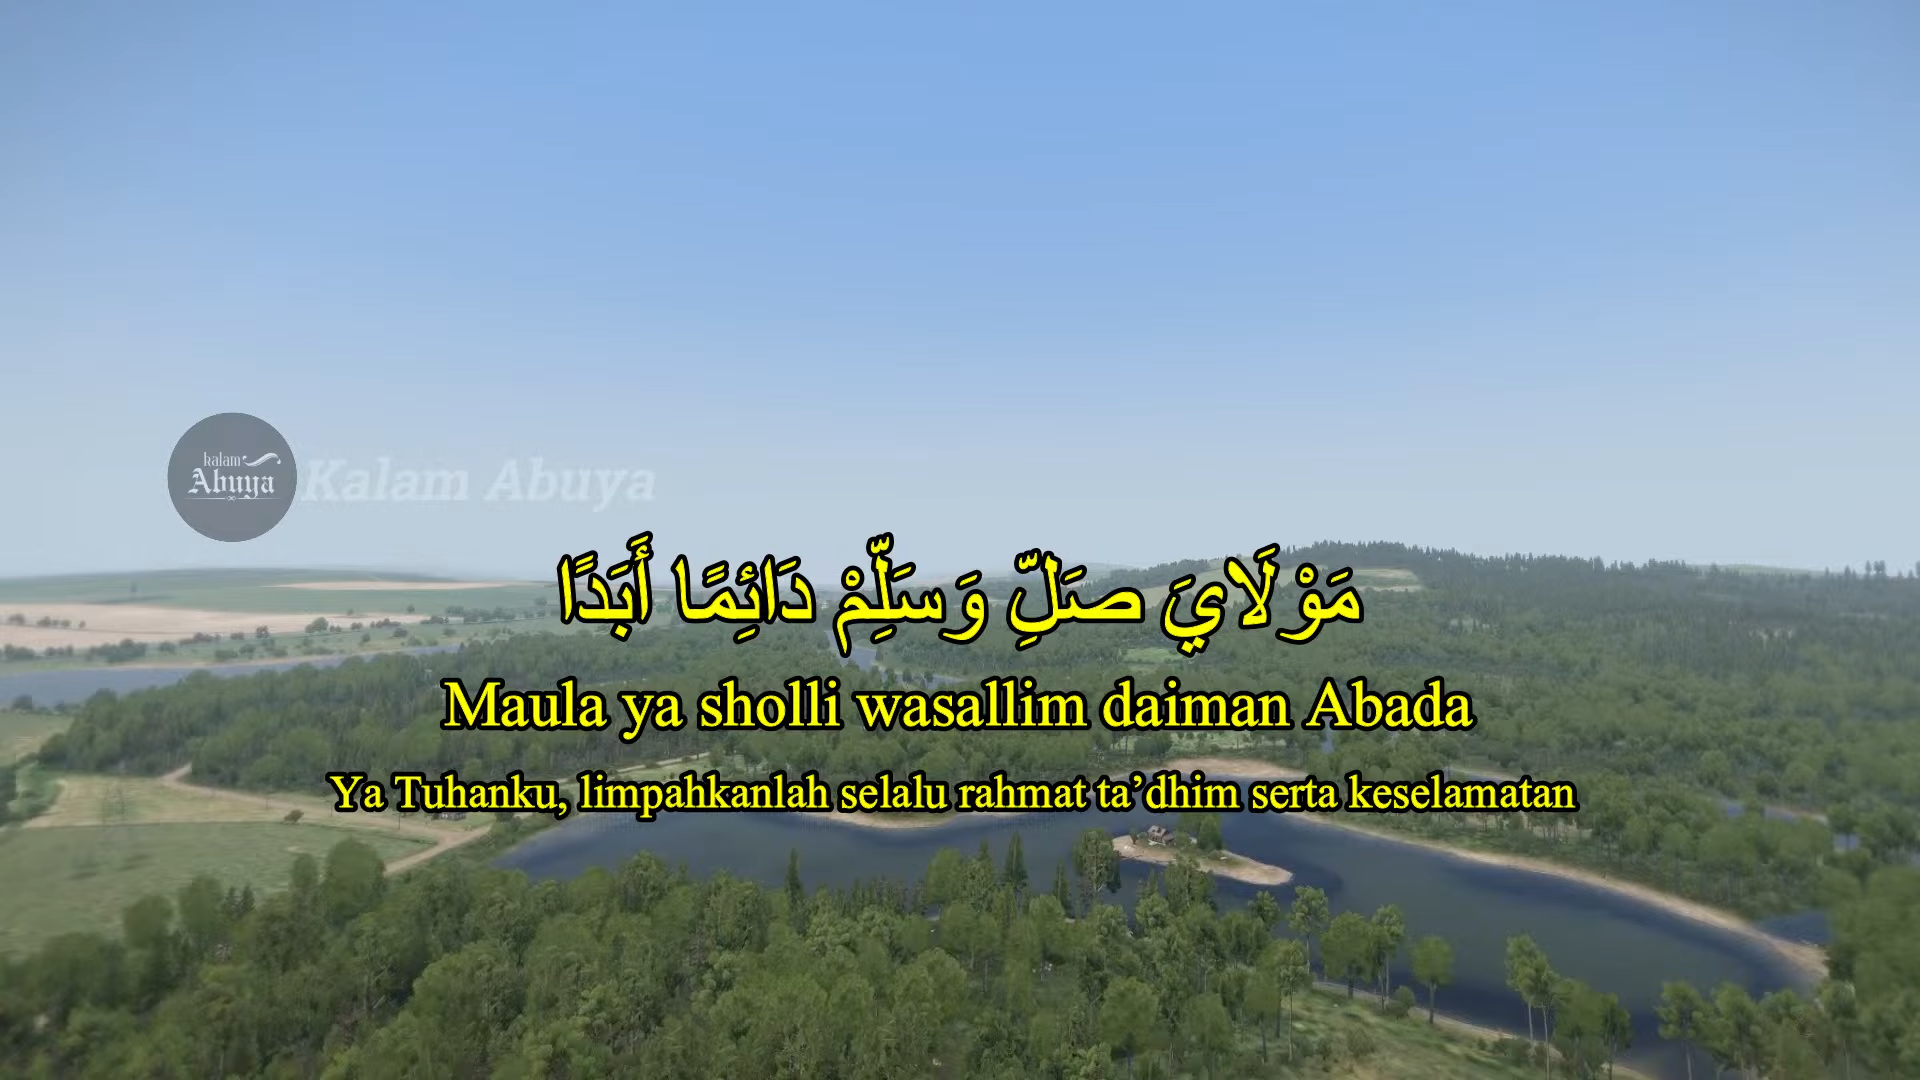 kalam
Abuya
Kalam Abuya
مَوْلَايَ صَلِّ وَسَلِّمْ دَائِمًا أَبَدًا
Maula ya sholli wasallim daiman Abada
Ya Tuhanku, limpahkanlah selalu rahmat ta’dhim serta keselamatan